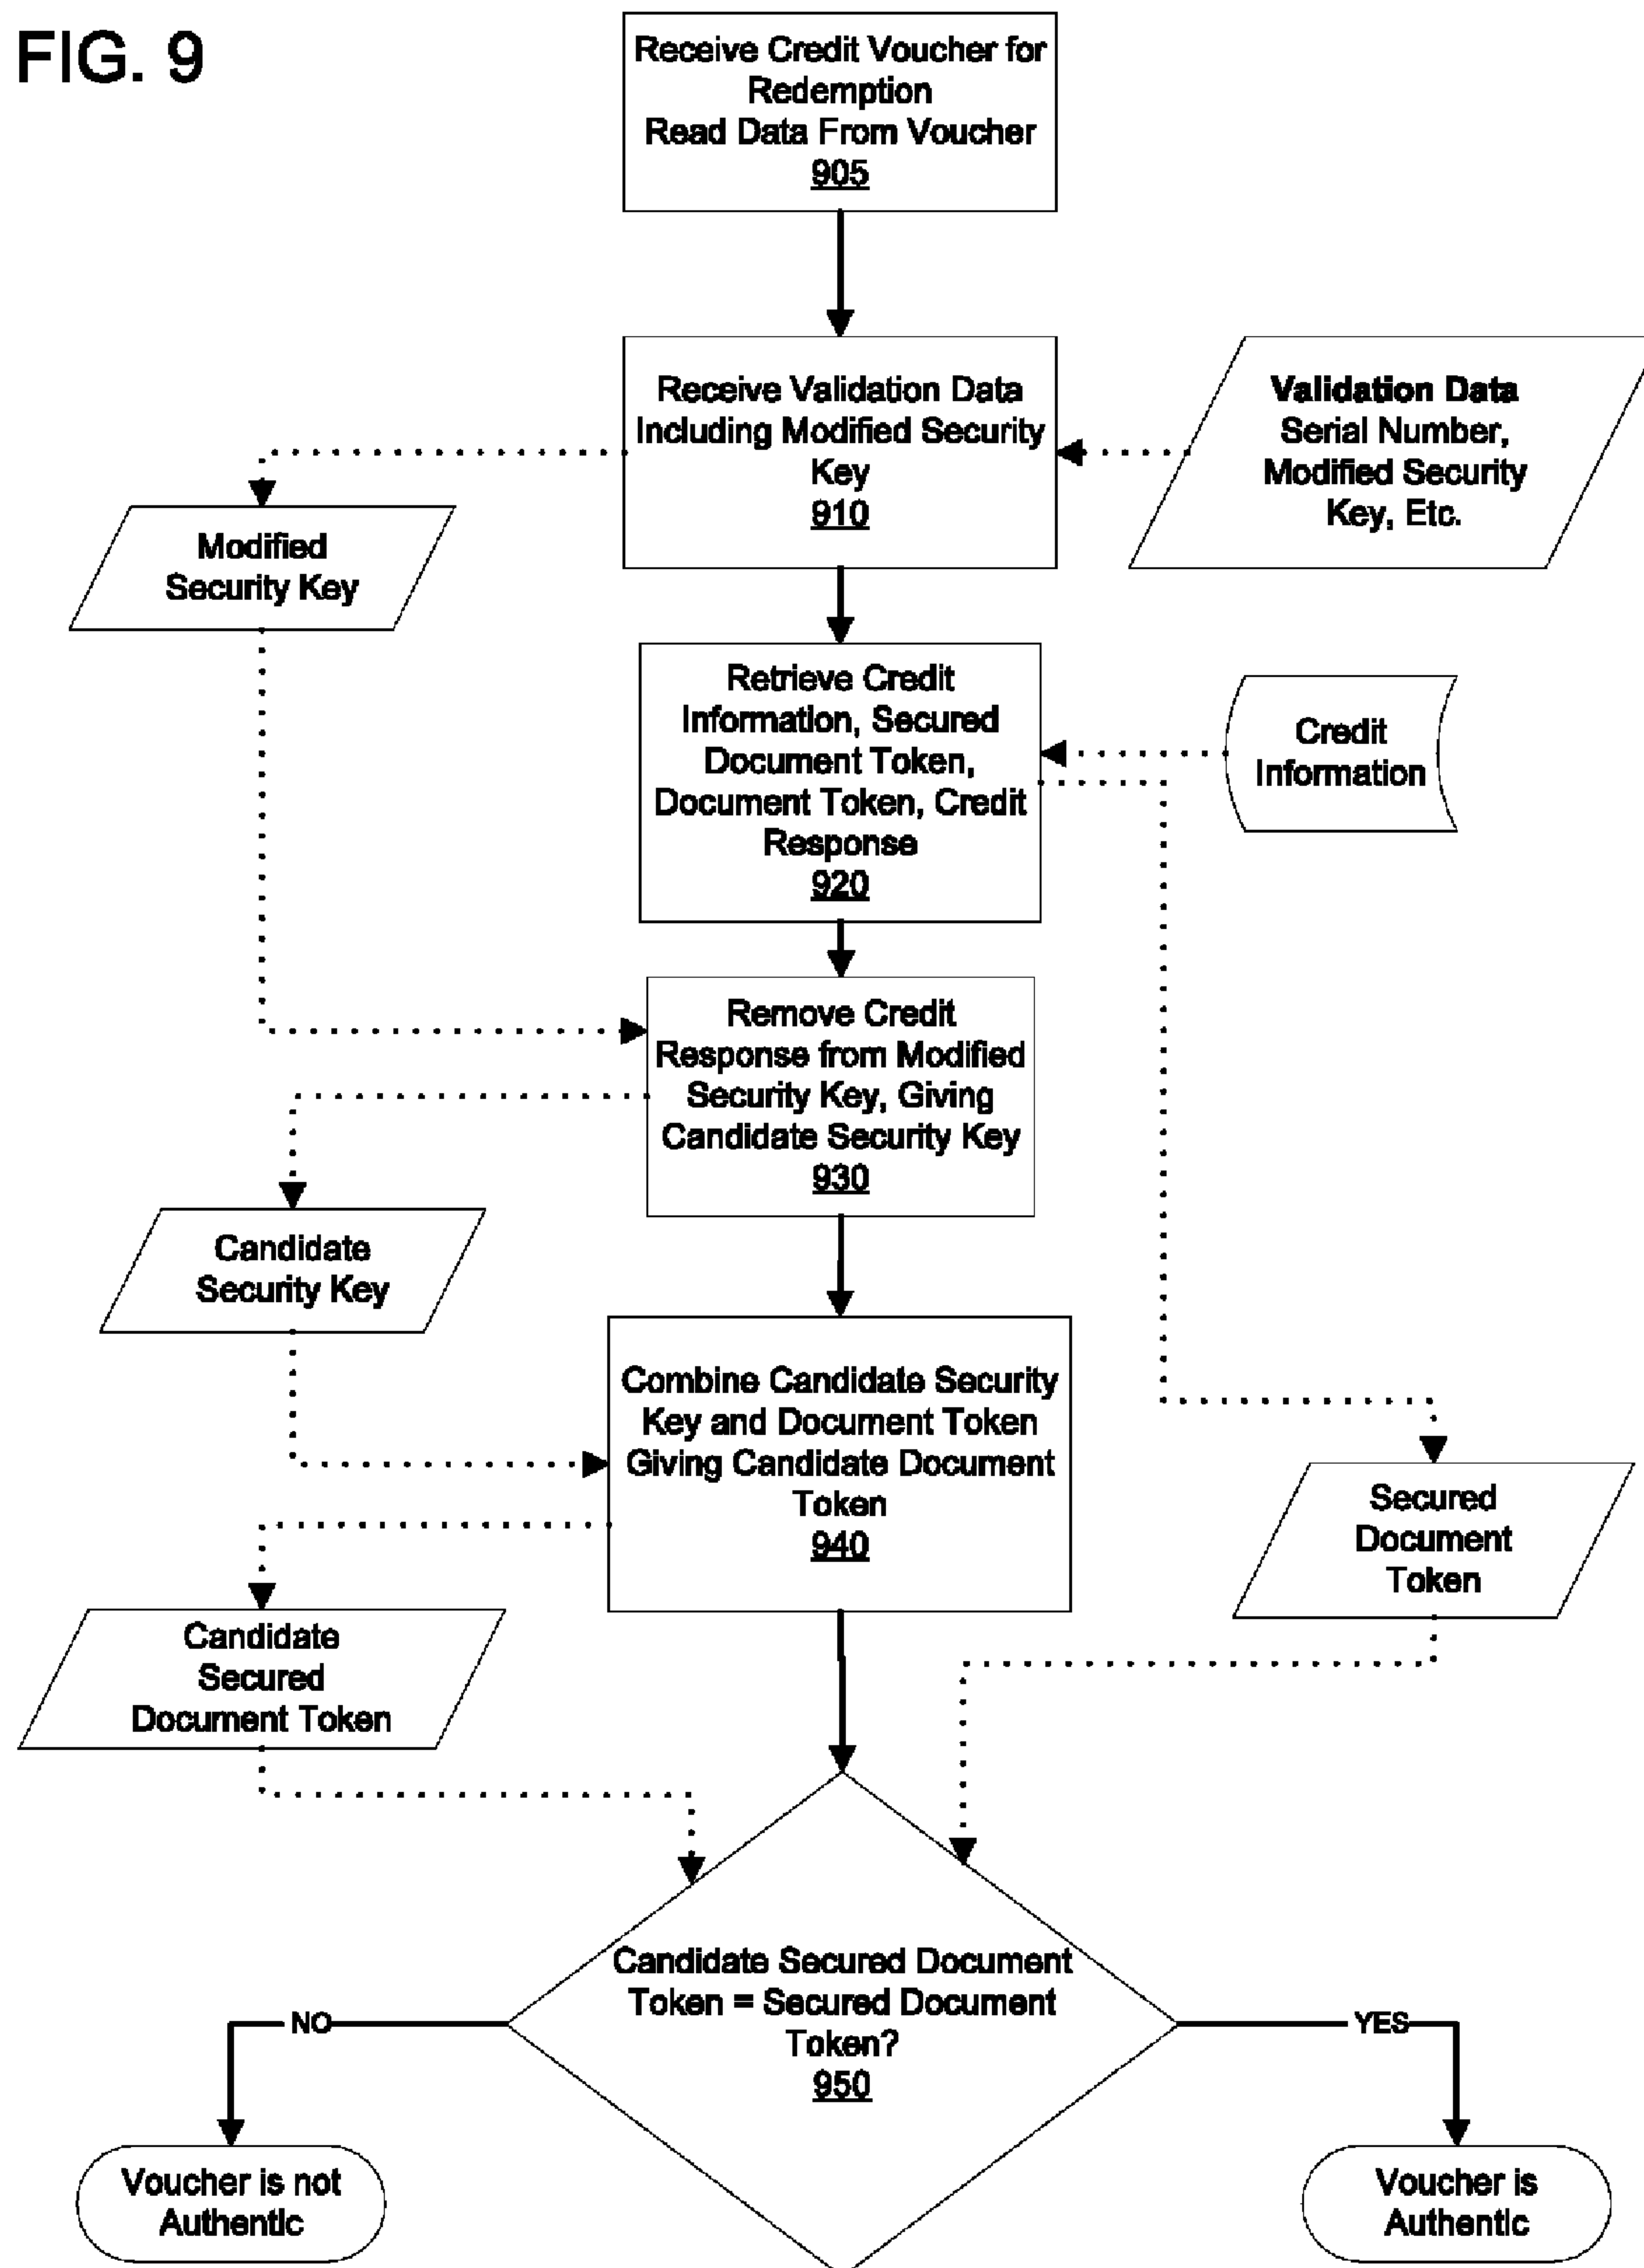 FIG. 9
Receive Credit Voucher for
Redemption
Read Data From Voucher
905
Receive Validation Data
Including Modified Security
Key
910
Validation Data
Serial Number,
Modified Security
Key, Etc.
Modified
Security Key
Retrieve Credit
Information, Secured
Document Token,
Document Token, Credit
Response
920
Credit
Information
Remove Credit
Response from Modified
Security Key, Giving
Candidate Security Key
930
Candidate
Security Key
Combine Candidate Security
Key and Document Token
Giving Candidate Document
Token
940
Secured
Document
Token
Candidate
Secured
Document Token
Candidate Secured Document
Token = Secured Document
Token?
950
NO
YES
Voucher is not
Authentic
Voucher is
Authentic